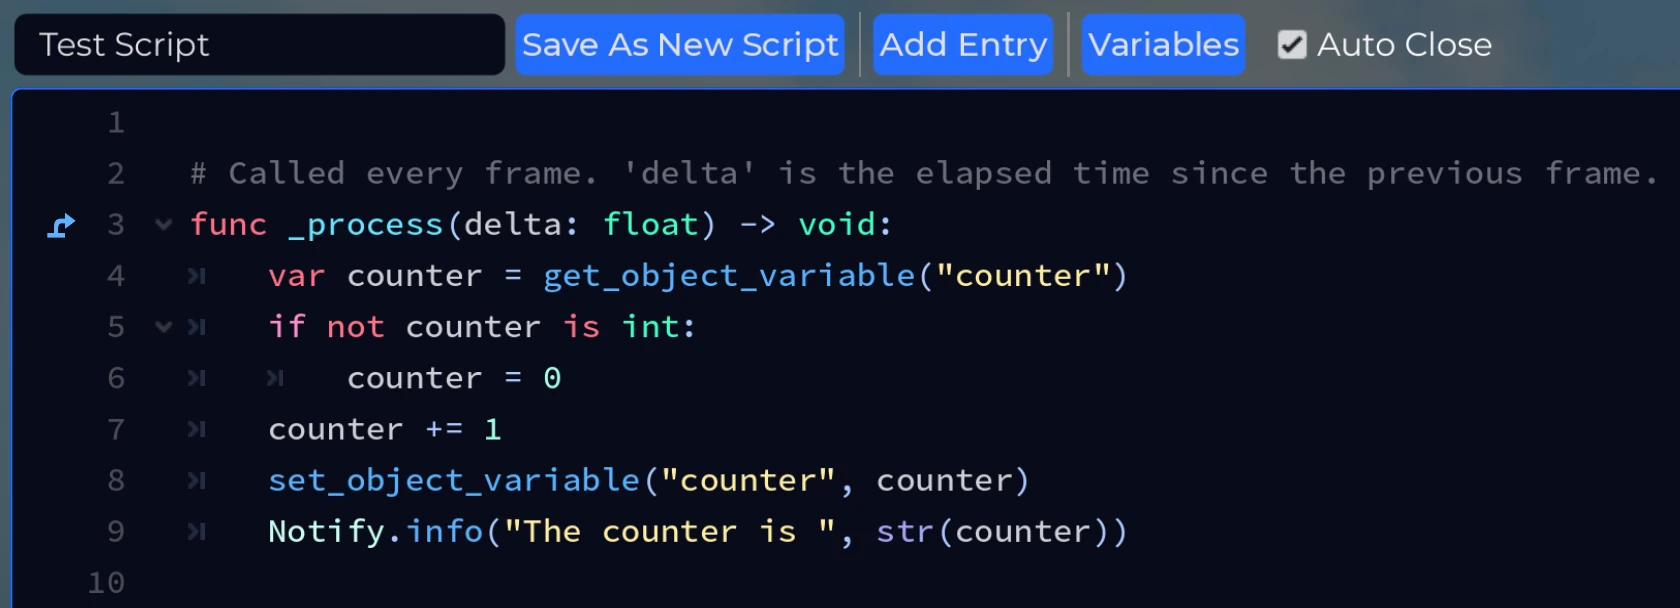 Test Script Save As New Script Add Entry Variables Auto Close
1
2 # Called every frame. 'delta' is the elapsed time since the previous frame.
3 func _process(delta: float) -> void:
4 var counter = get_object_variable("counter")
5 if not counter is int:
6 counter = 0
7 counter += 1
8 set_object_variable("counter", counter)
9 Notify.info("The counter is ", str(counter))
10